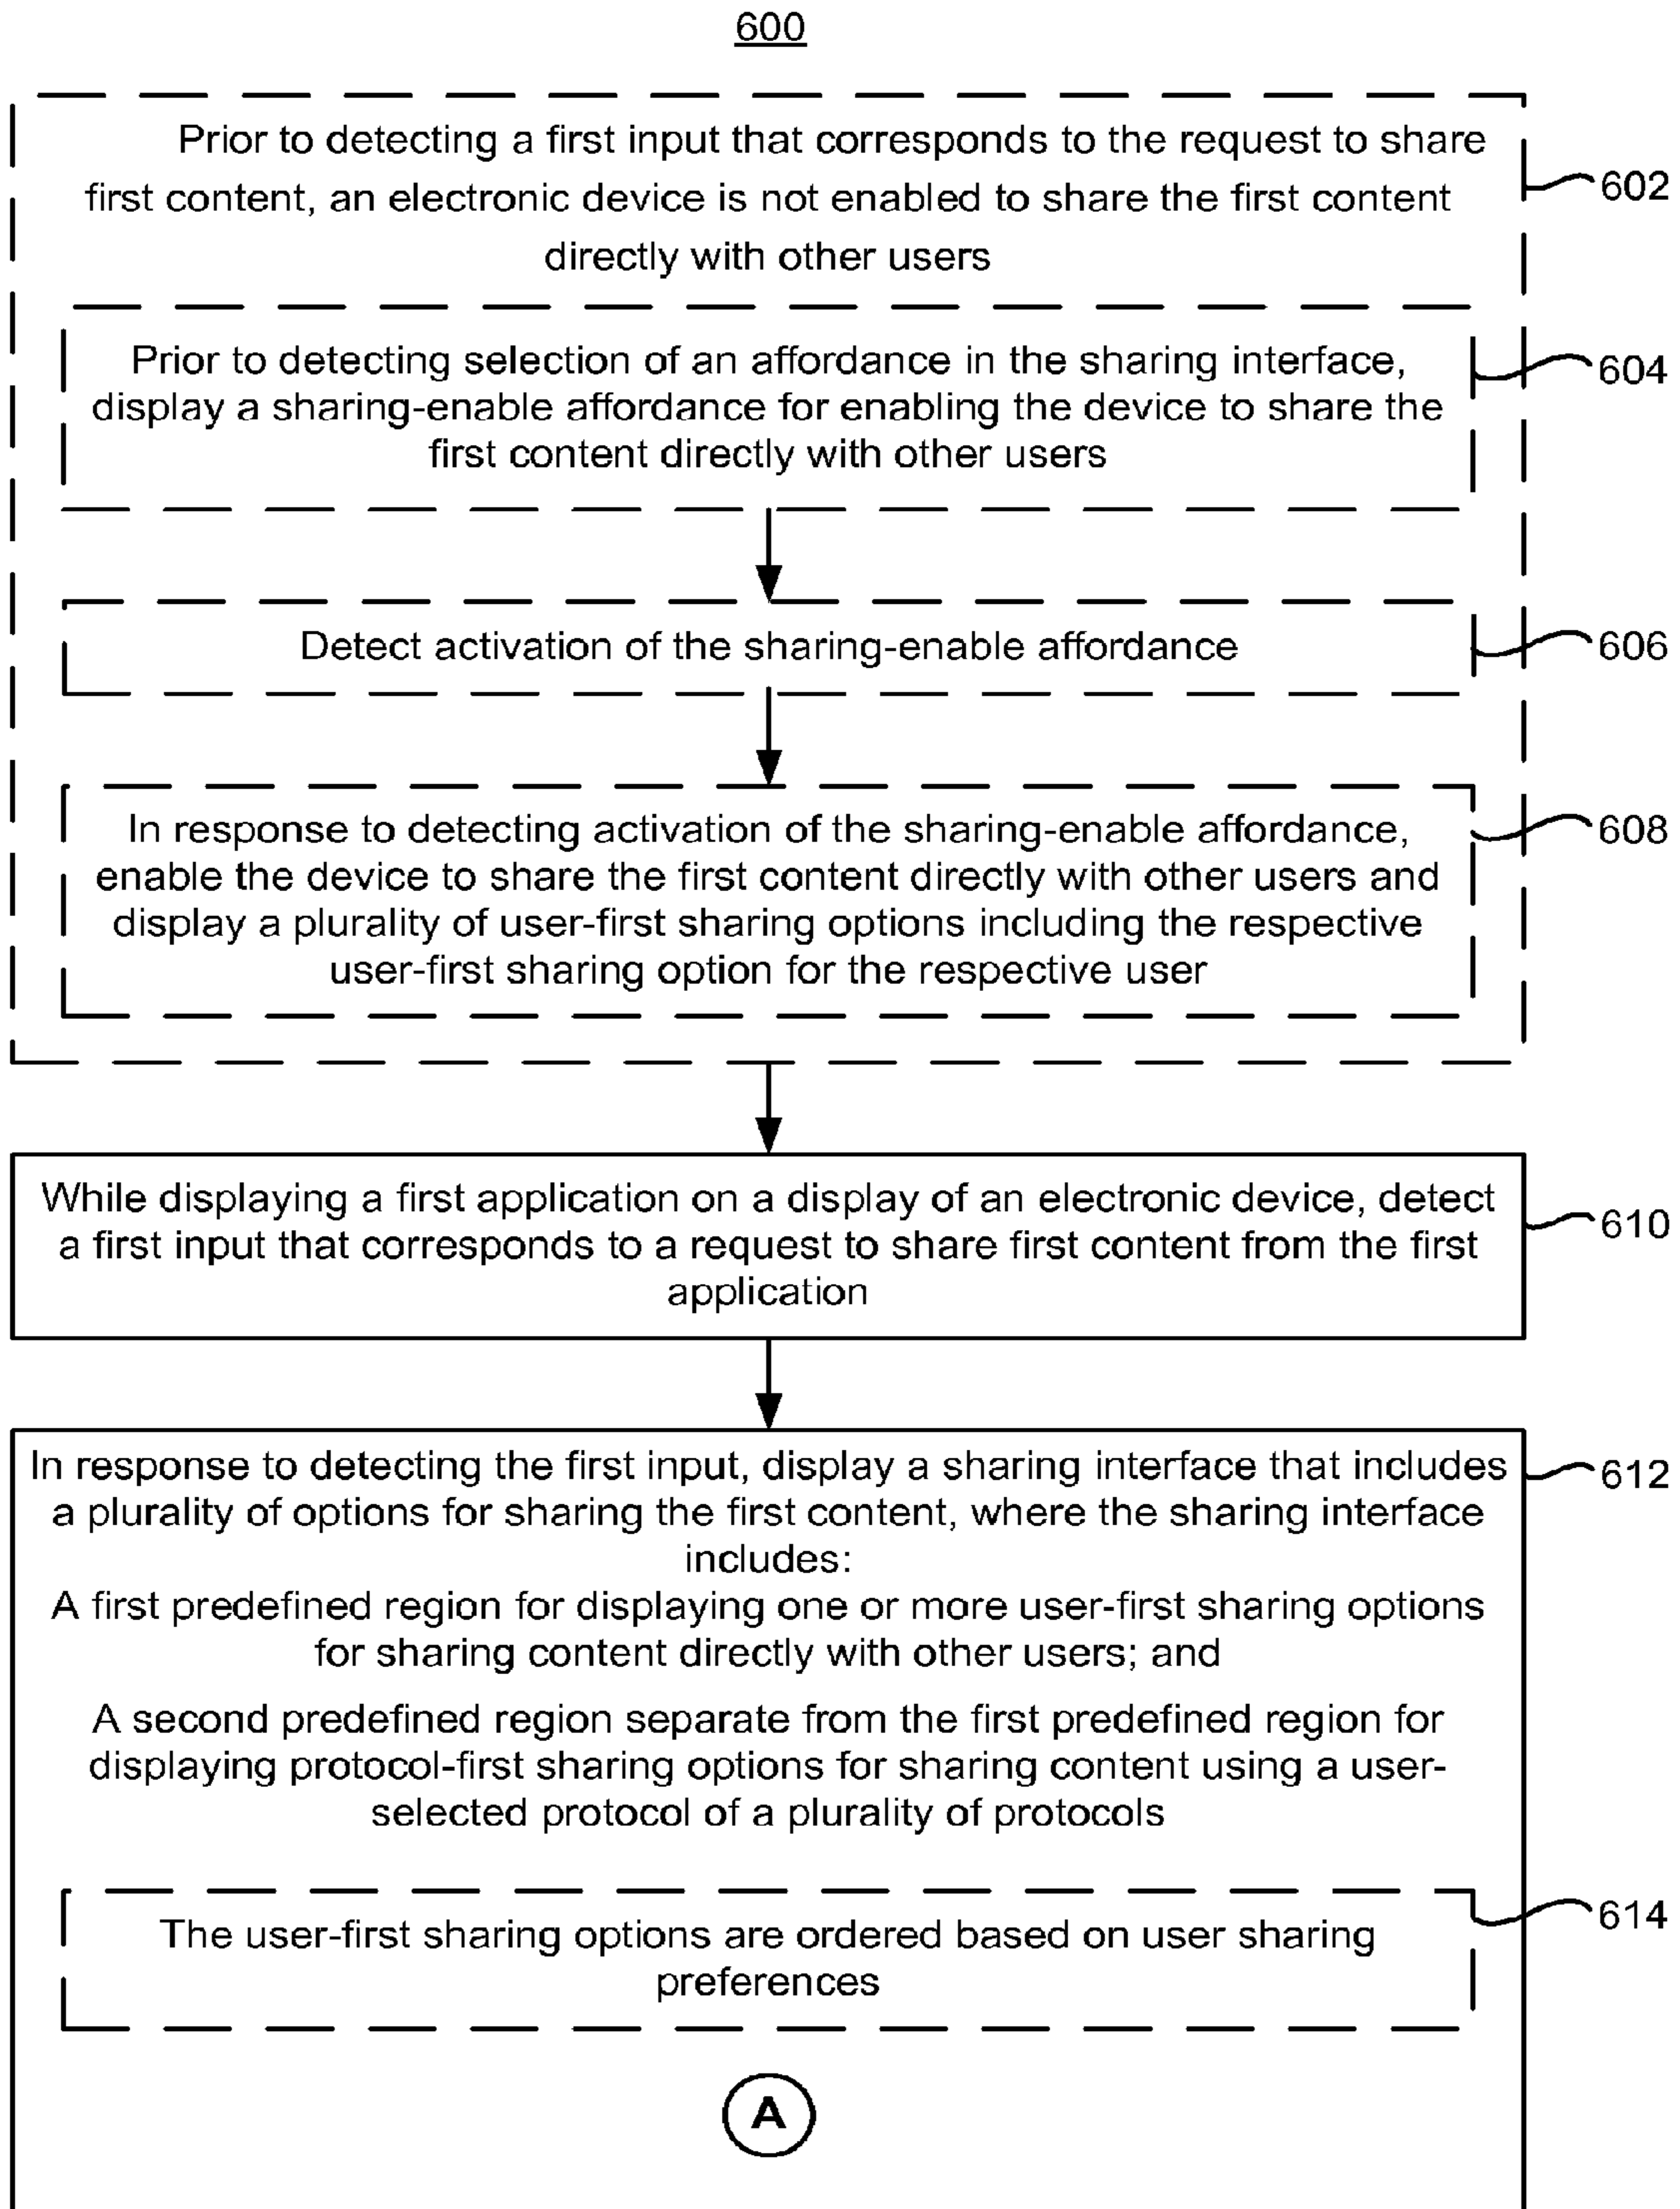 600
Prior to detecting a first input that corresponds to the request to share
first content, an electronic device is not enabled to share the first content
directly with other users
602
Prior to detecting selection of an affordance in the sharing interface,
display a sharing-enable affordance for enabling the device to share the
first content directly with other users
604
Detect activation of the sharing-enable affordance
606
In response to detecting activation of the sharing-enable affordance,
enable the device to share the first content directly with other users and
display a plurality of user-first sharing options including the respective
user-first sharing option for the respective user
608
While displaying a first application on a display of an electronic device, detect
a first input that corresponds to a request to share first content from the first
application
610
In response to detecting the first input, display a sharing interface that includes
a plurality of options for sharing the first content, where the sharing interface
includes:
A first predefined region for displaying one or more user-first sharing options
for sharing content directly with other users; and
A second predefined region separate from the first predefined region for
displaying protocol-first sharing options for sharing content using a user-
selected protocol of a plurality of protocols
612
The user-first sharing options are ordered based on user sharing
preferences
614
A